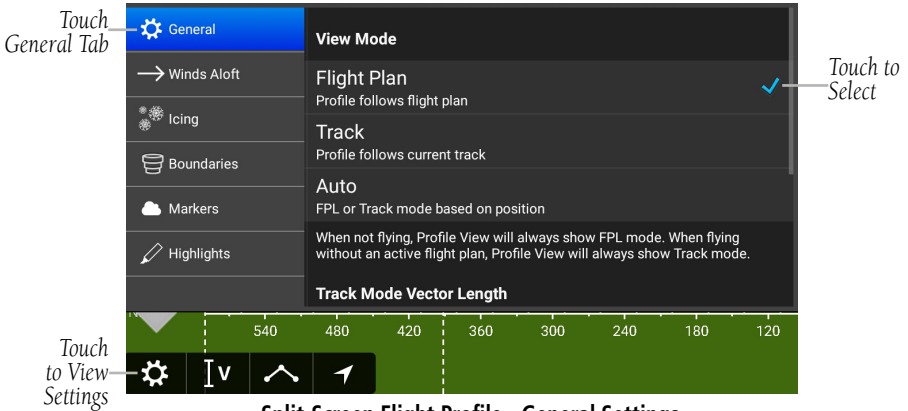 Touch
General Tab
General
Winds Aloft
Icing
Boundaries
Markers
Highlights
View Mode
Flight Plan
Profile follows flight plan
Track
Profile follows current track
Auto
FPL or Track mode based on position
When not flying, Profile View will always show FPL mode. When flying
without an active flight plan, Profile View will always show Track mode.
Track Mode Vector Length
Touch to
Select
540 480 420 360 300 240 180 120
V
Touch
to View
Settings
Split Screen Flight Profile - General Settings